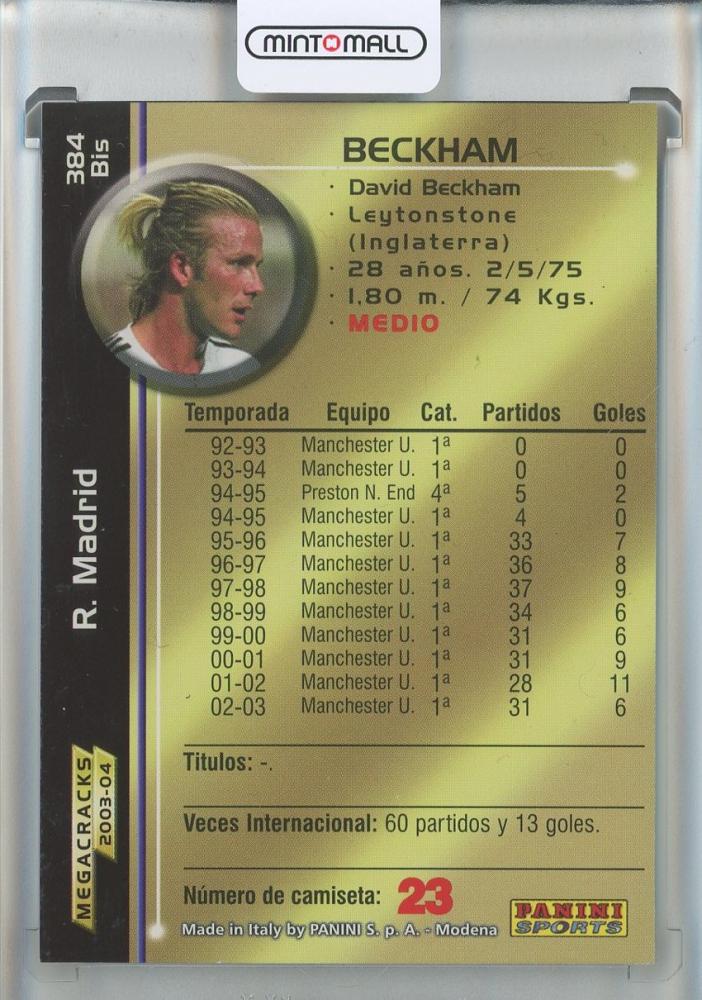 MINT MALL
384
Bis
BECKHAM
· David Beckham
· Leytonstone
(Inglaterra)
· 28 años. 2/5/75
· 1,80 m. / 74 Kgs.
· MEDIO
R. Madrid
MEGACRACKS
2003-04
Temporada Equipo Cat. Partidos Goles
92-93 Manchester U. 1ª 0 0
93-94 Manchester U. 1ª 0 0
94-95 Preston N. End 4ª 5 2
94-95 Manchester U. 1ª 4 0
95-96 Manchester U. 1ª 33 7
96-97 Manchester U. 1ª 36 8
97-98 Manchester U. 1ª 37 9
98-99 Manchester U. 1ª 34 6
99-00 Manchester U. 1ª 31 6
00-01 Manchester U. 1ª 31 9
01-02 Manchester U. 1ª 28 11
02-03 Manchester U. 1ª 31 6
Titulos: -.
Veces Internacional: 60 partidos y 13 goles.
Número de camiseta: 23
Made in Italy by PANINI S. p. A. - Modena
PANINI
SPORTS